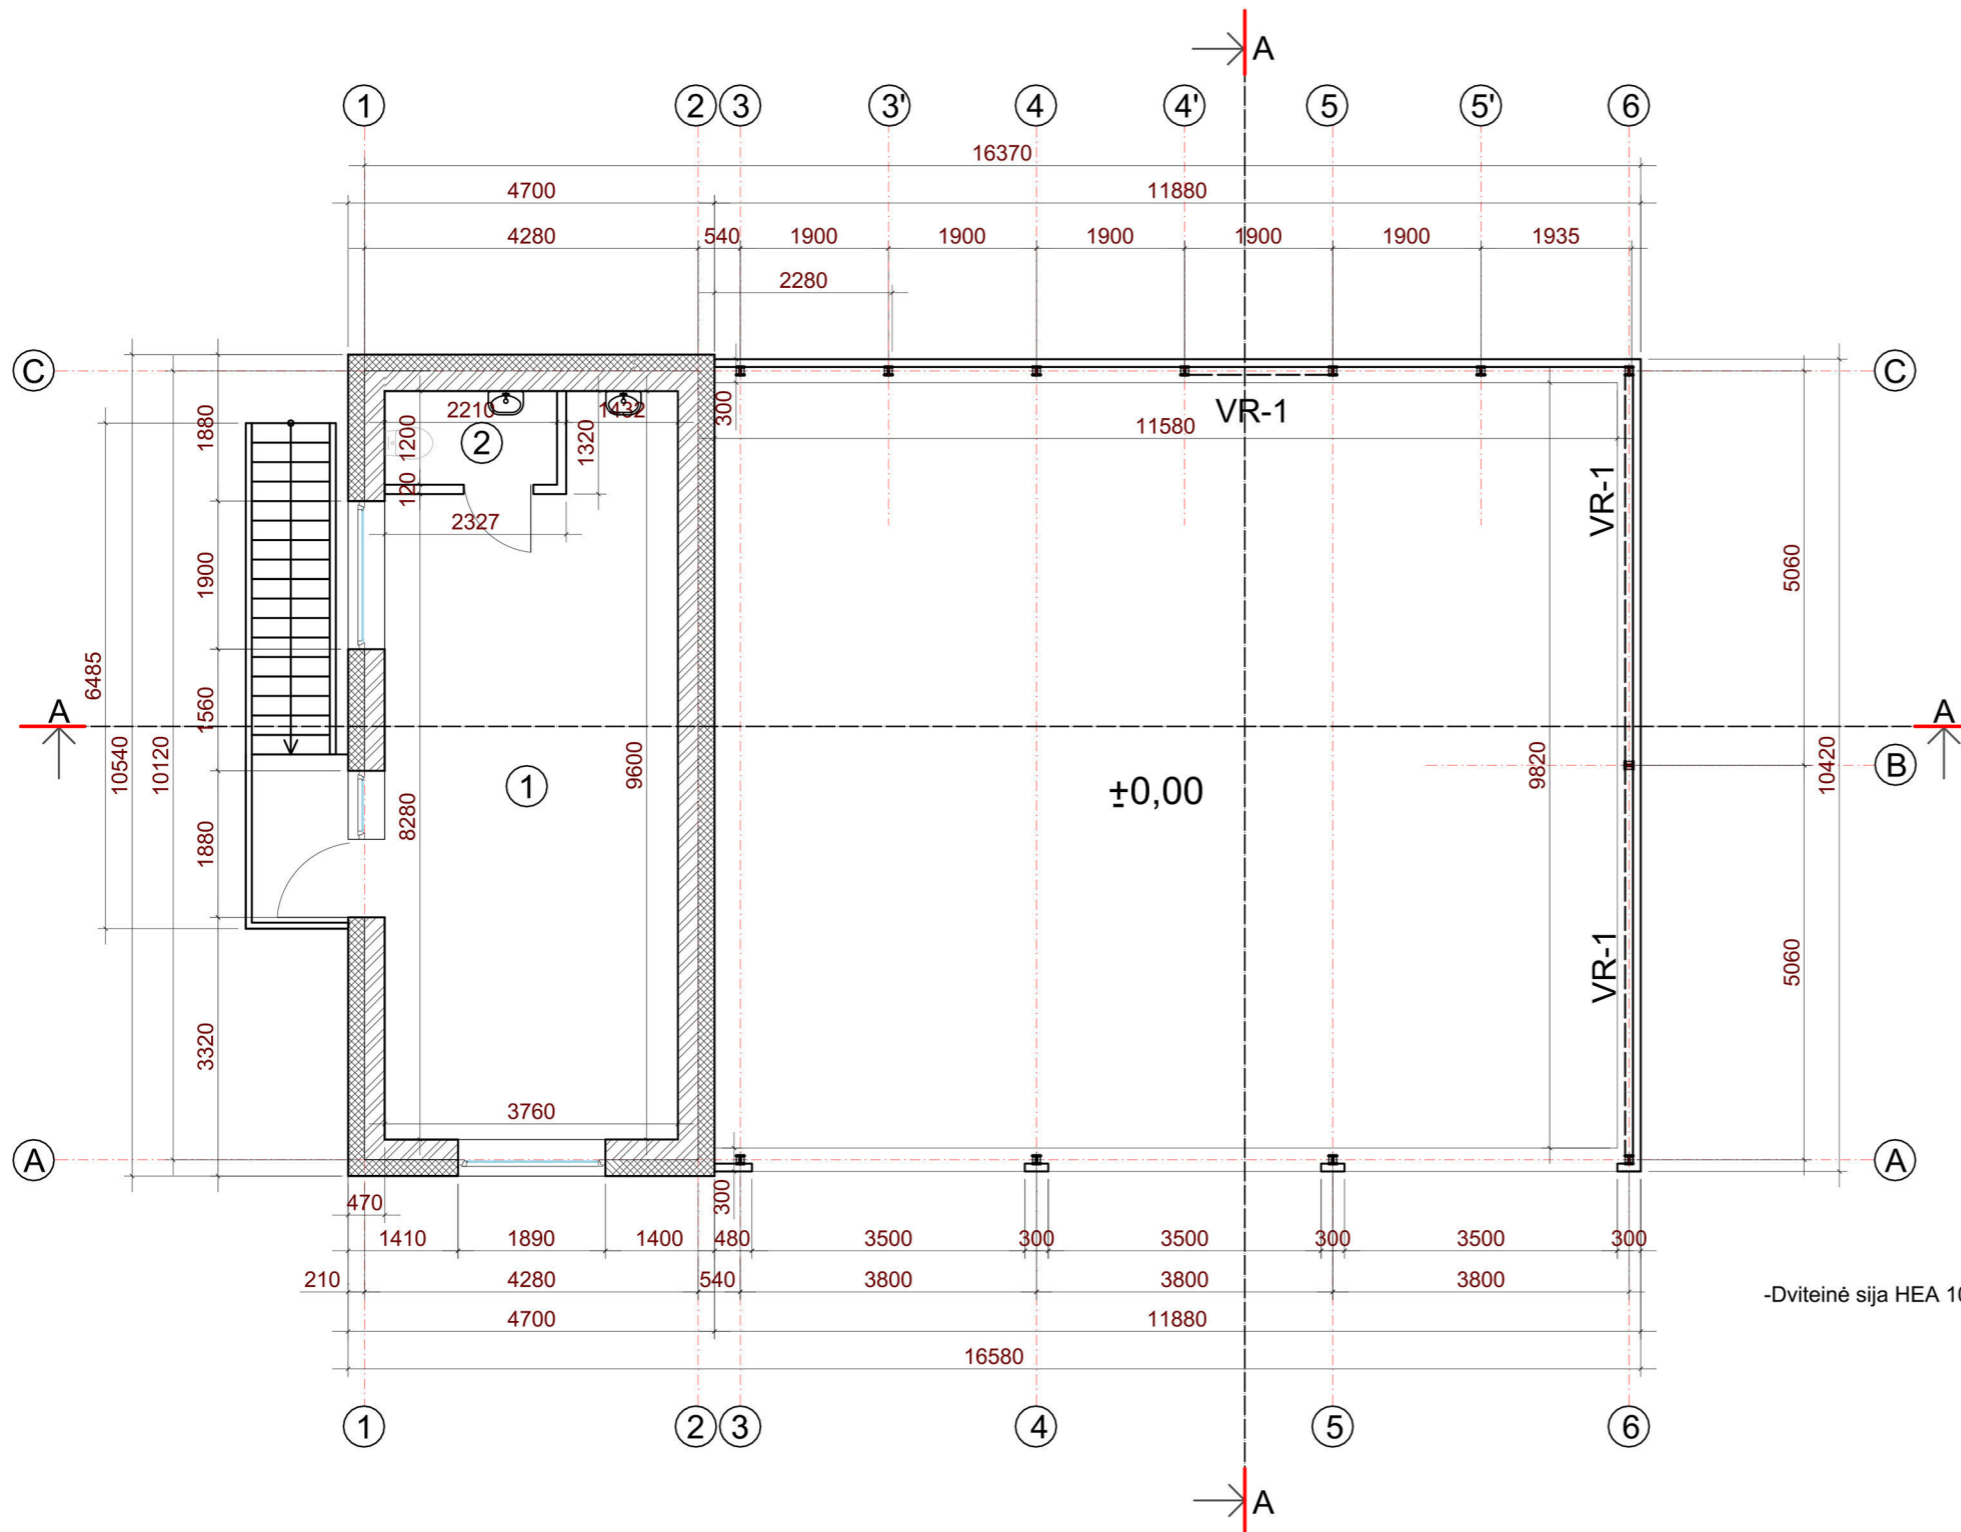 A
1 2 3 3' 4 4' 5 5' 6
16370
4700 11880
4280 540 1900 1900 1900 1900 1900 1935
2280
C C
2210 1432 300 VR-1
1880 1200 2 1320 11580
120 VR-1
2327
1900 5060
6485
1560
A A
10540 10120 9600 9820 10420 B
1 ±0,00
8280
1880
VR-1 5060
3320
3760
A A
470 300
1410 1890 1400 480 3500 300 3500 300 3500 300
210 4280 540 3800 3800 3800
-Dviteinė sija HEA 10
4700 11880
16580
1 2 3 4 5 6
A